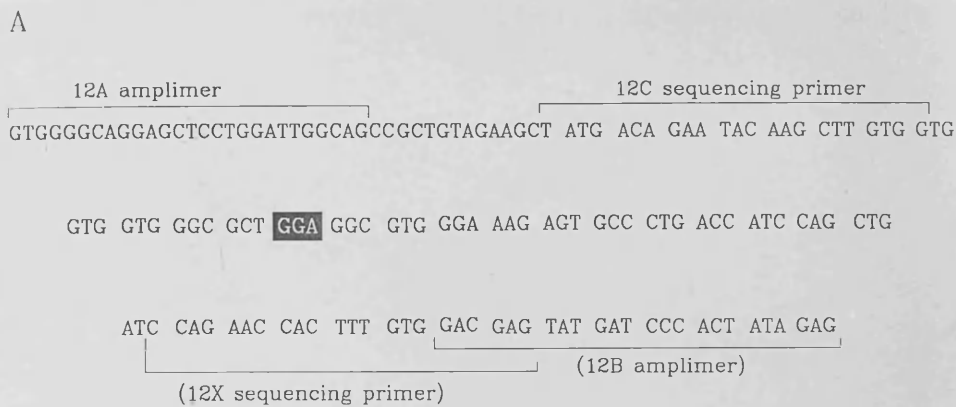 A
12A amplimer
12C sequencing primer
GTGGGGCAGGAGCTCCTGGATTGGCAGCCGCTGTAGAAGCT ATG ACA GAA TAC AAG CTT GTG GTG
GTG GTG GGC GCT GGA GGC GTG GGA AAG AGT GCC CTG ACC ATC CAG CTG
ATC CAG AAC CAC TTT GTG GAC GAG TAT GAT CCC ACT ATA GAG
(12B amplimer)
(12X sequencing primer)